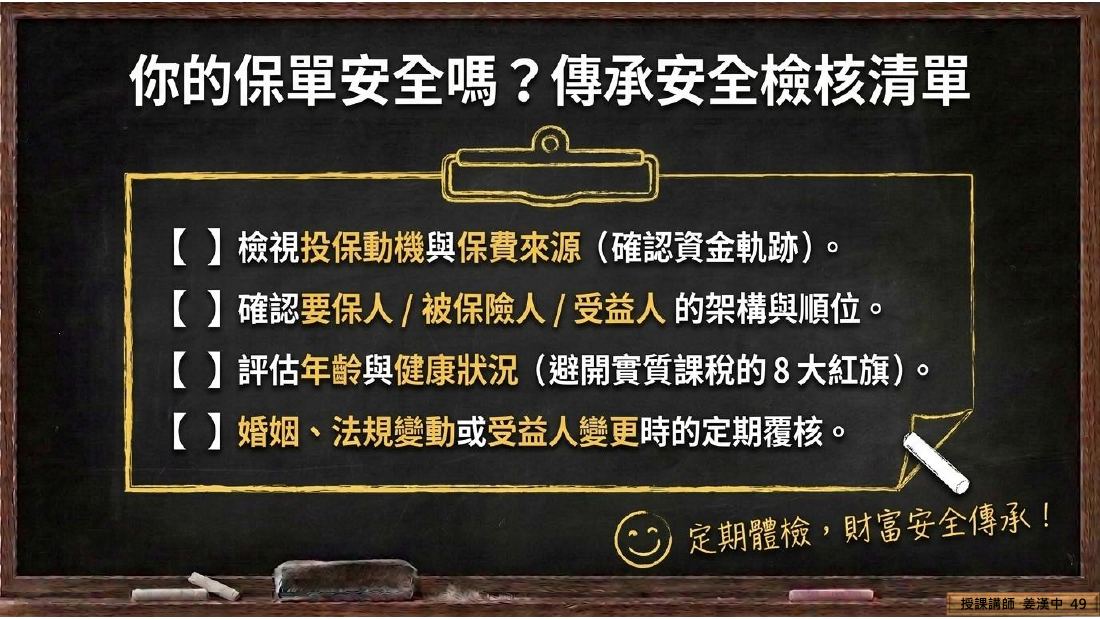 你的保單安全嗎？傳承安全檢核清單
【 】檢視投保動機與保費來源（確認資金軌跡）。
【 】確認要保人 / 被保險人 / 受益人 的架構與順位。
【 】評估年齡與健康狀況（避開實質課稅的 8 大紅旗）。
【 】婚姻、法規變動或受益人變更時的定期覆核。
定期體檢，財富安全傳承！
授課講師 姜漢中 49